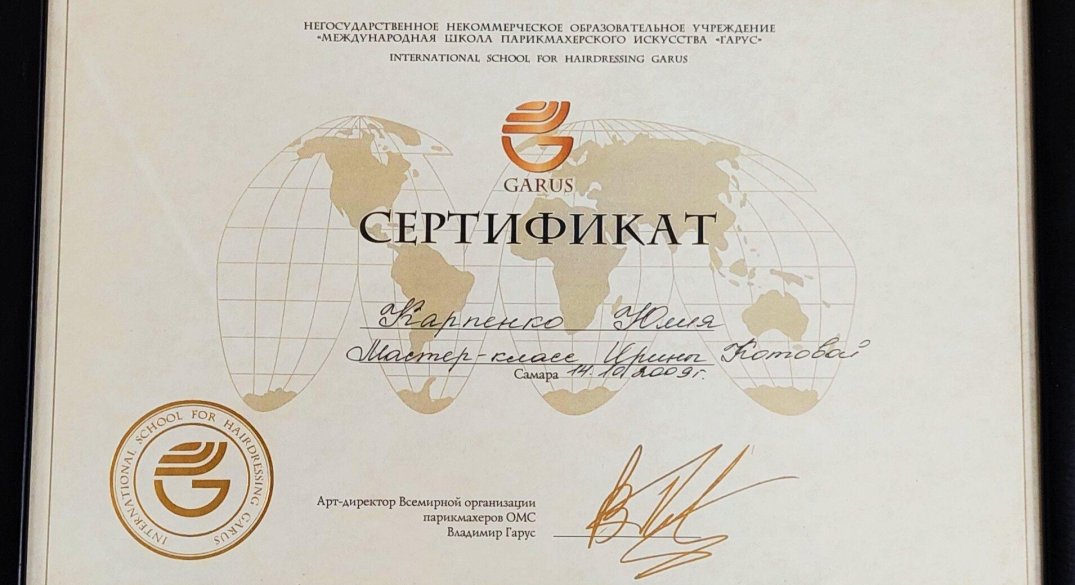 НЕГОСУДАРСТВЕННОЕ НЕКОММЕРЧЕСКОЕ ОБРАЗОВАТЕЛЬНОЕ УЧРЕЖДЕНИЕ
«МЕЖДУНАРОДНАЯ ШКОЛА ПАРИКМАХЕРСКОГО ИСКУССТВА «ГАРУС»
INTERNATIONAL SCHOOL FOR HAIRDRESSING GARUS
GARUS
СЕРТИФИКАТ
Карпенко Юлия
Мастер-класс Ирины Котовой
Самара 14.10.2009г.
INTERNATIONAL SCHOOL FOR HAIRDRESSING GARUS
Арт-директор Всемирной организации
парикмахеров ОМС
Владимир Гарус